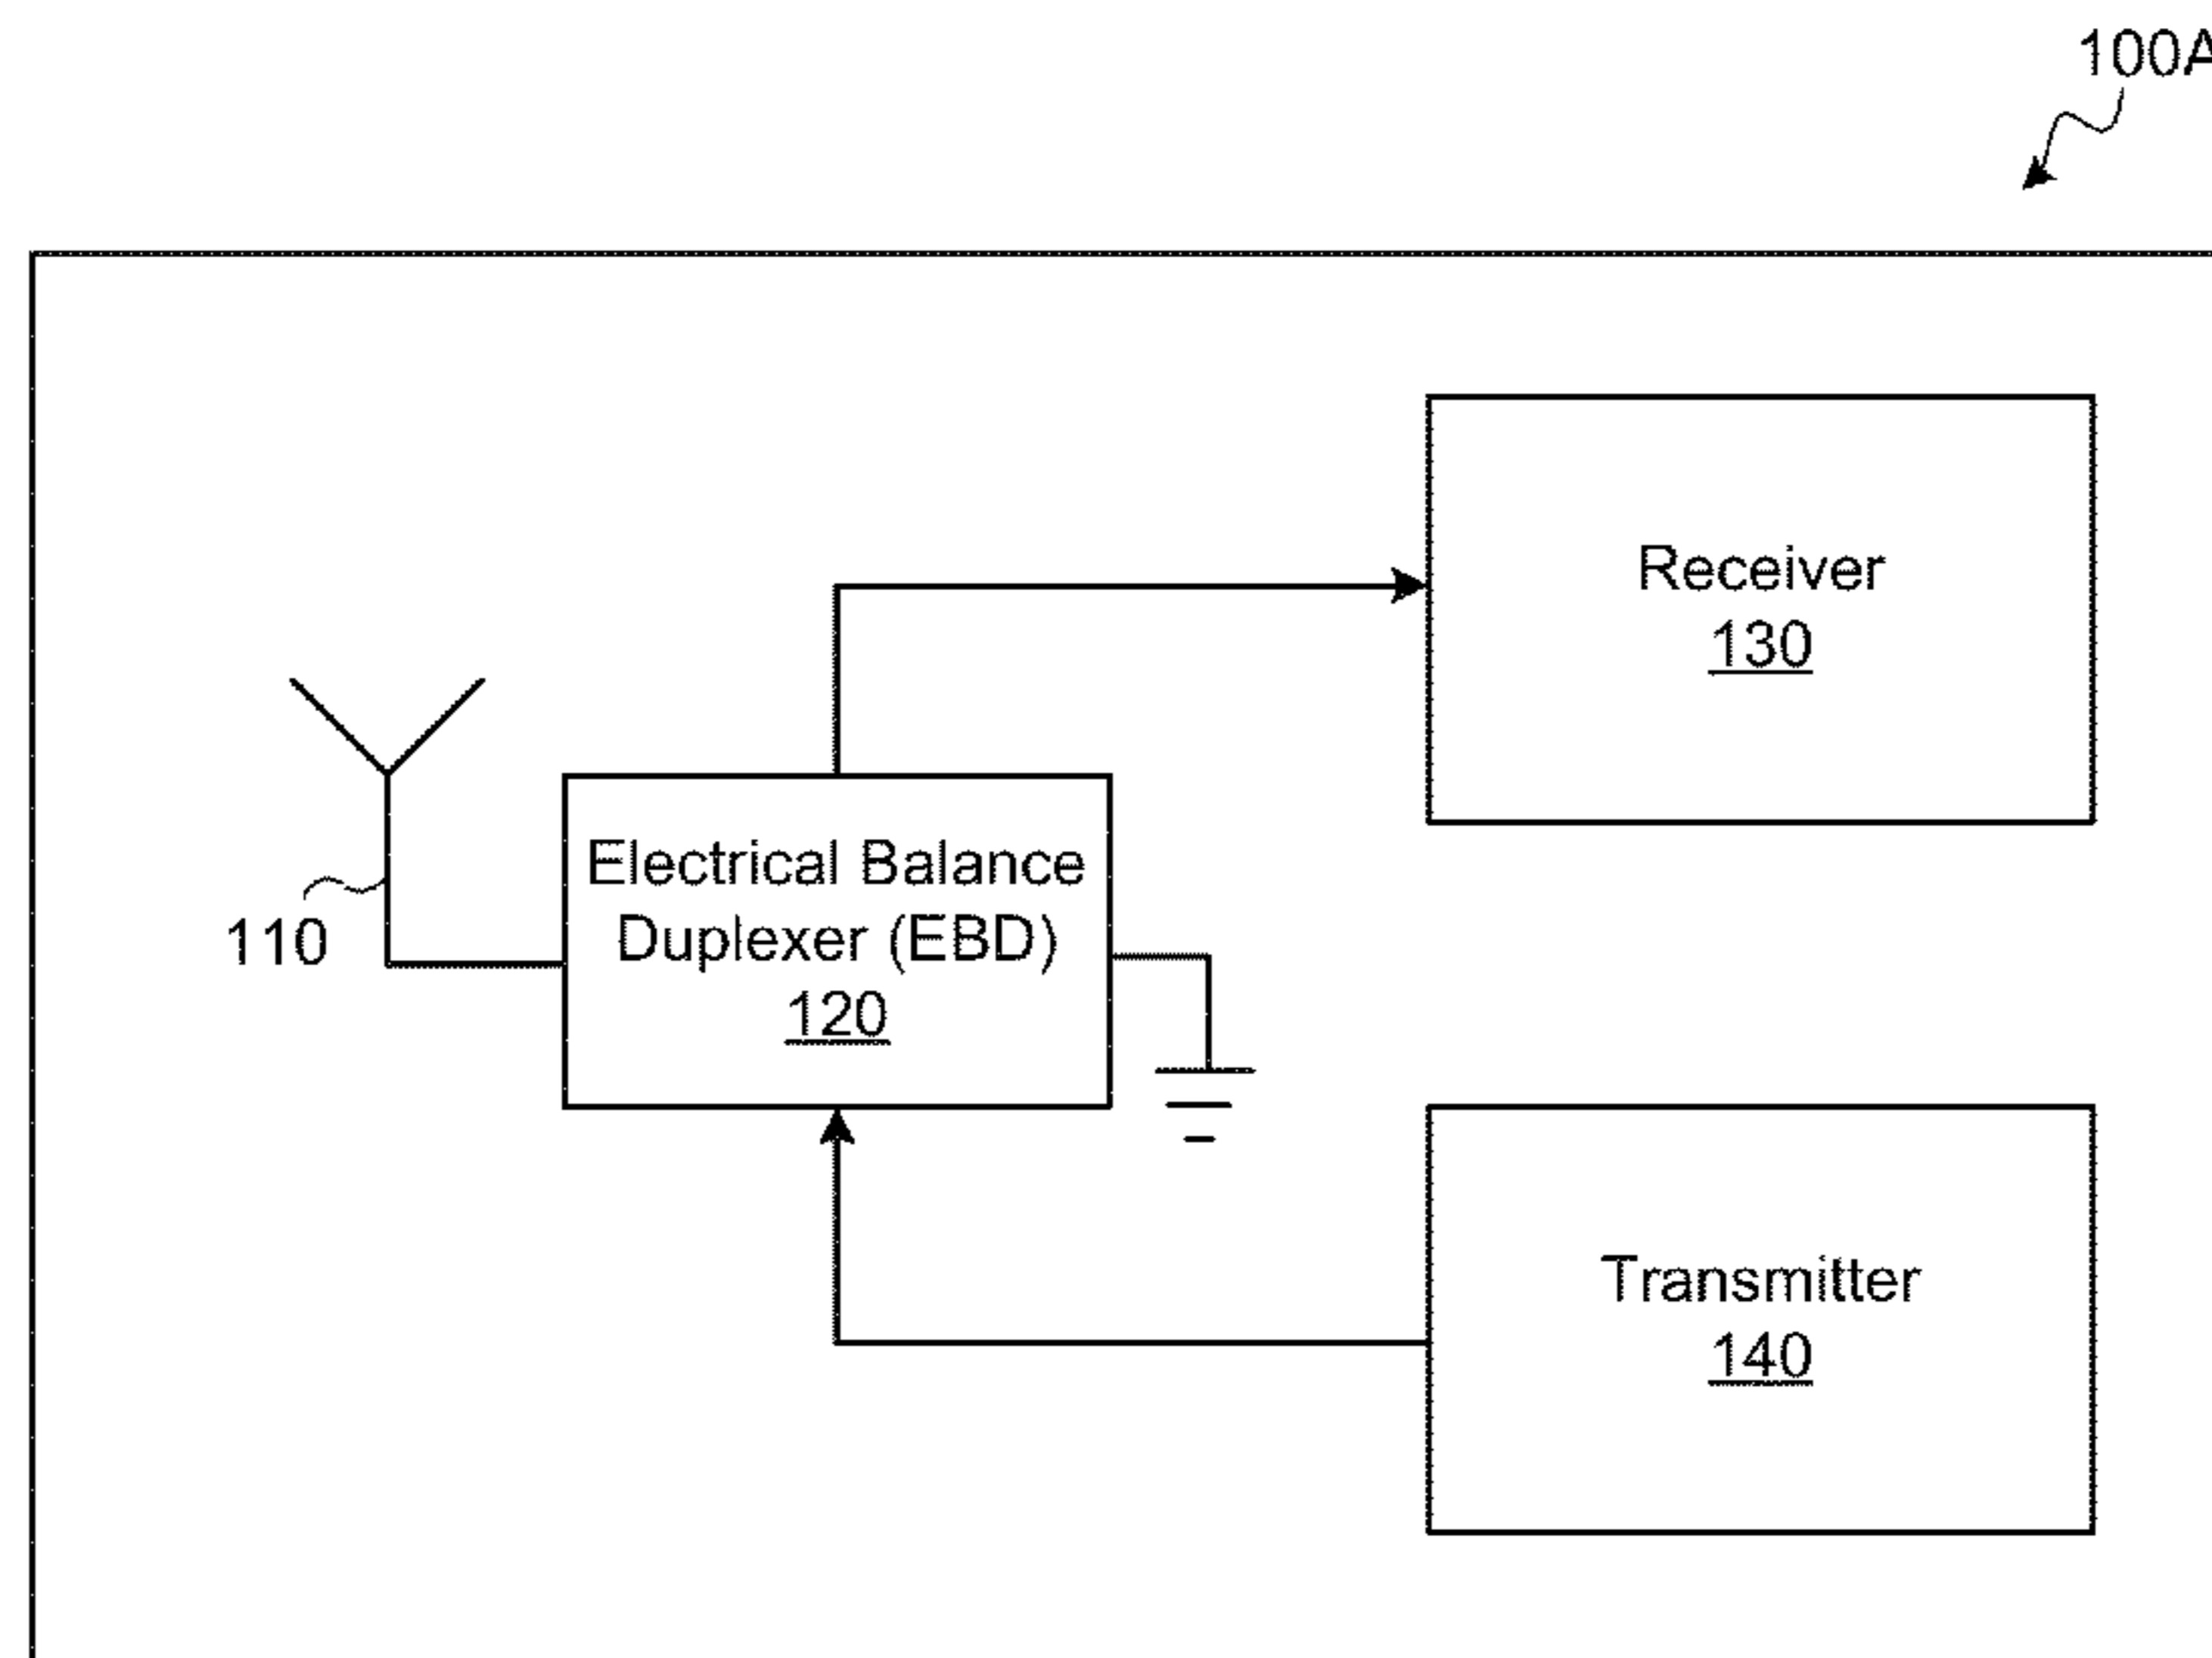 100A
Receiver
130
Electrical Balance
Duplexer (EBD)
120
110
Transmitter
140